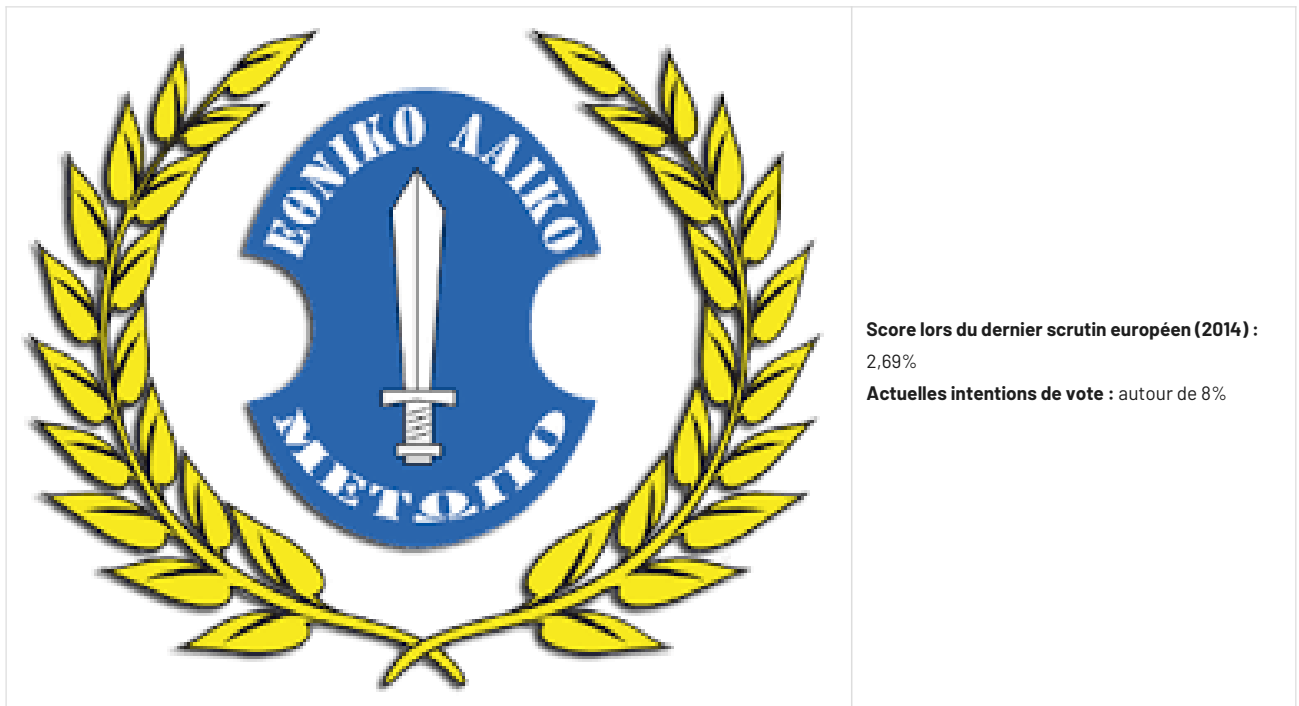 ΕΘΝΙΚΟ ΛΑΙΚΟ
ΜΕΤΩΠΟ
Score lors du dernier scrutin européen (2014) :
2,69%
Actuelles intentions de vote : autour de 8%